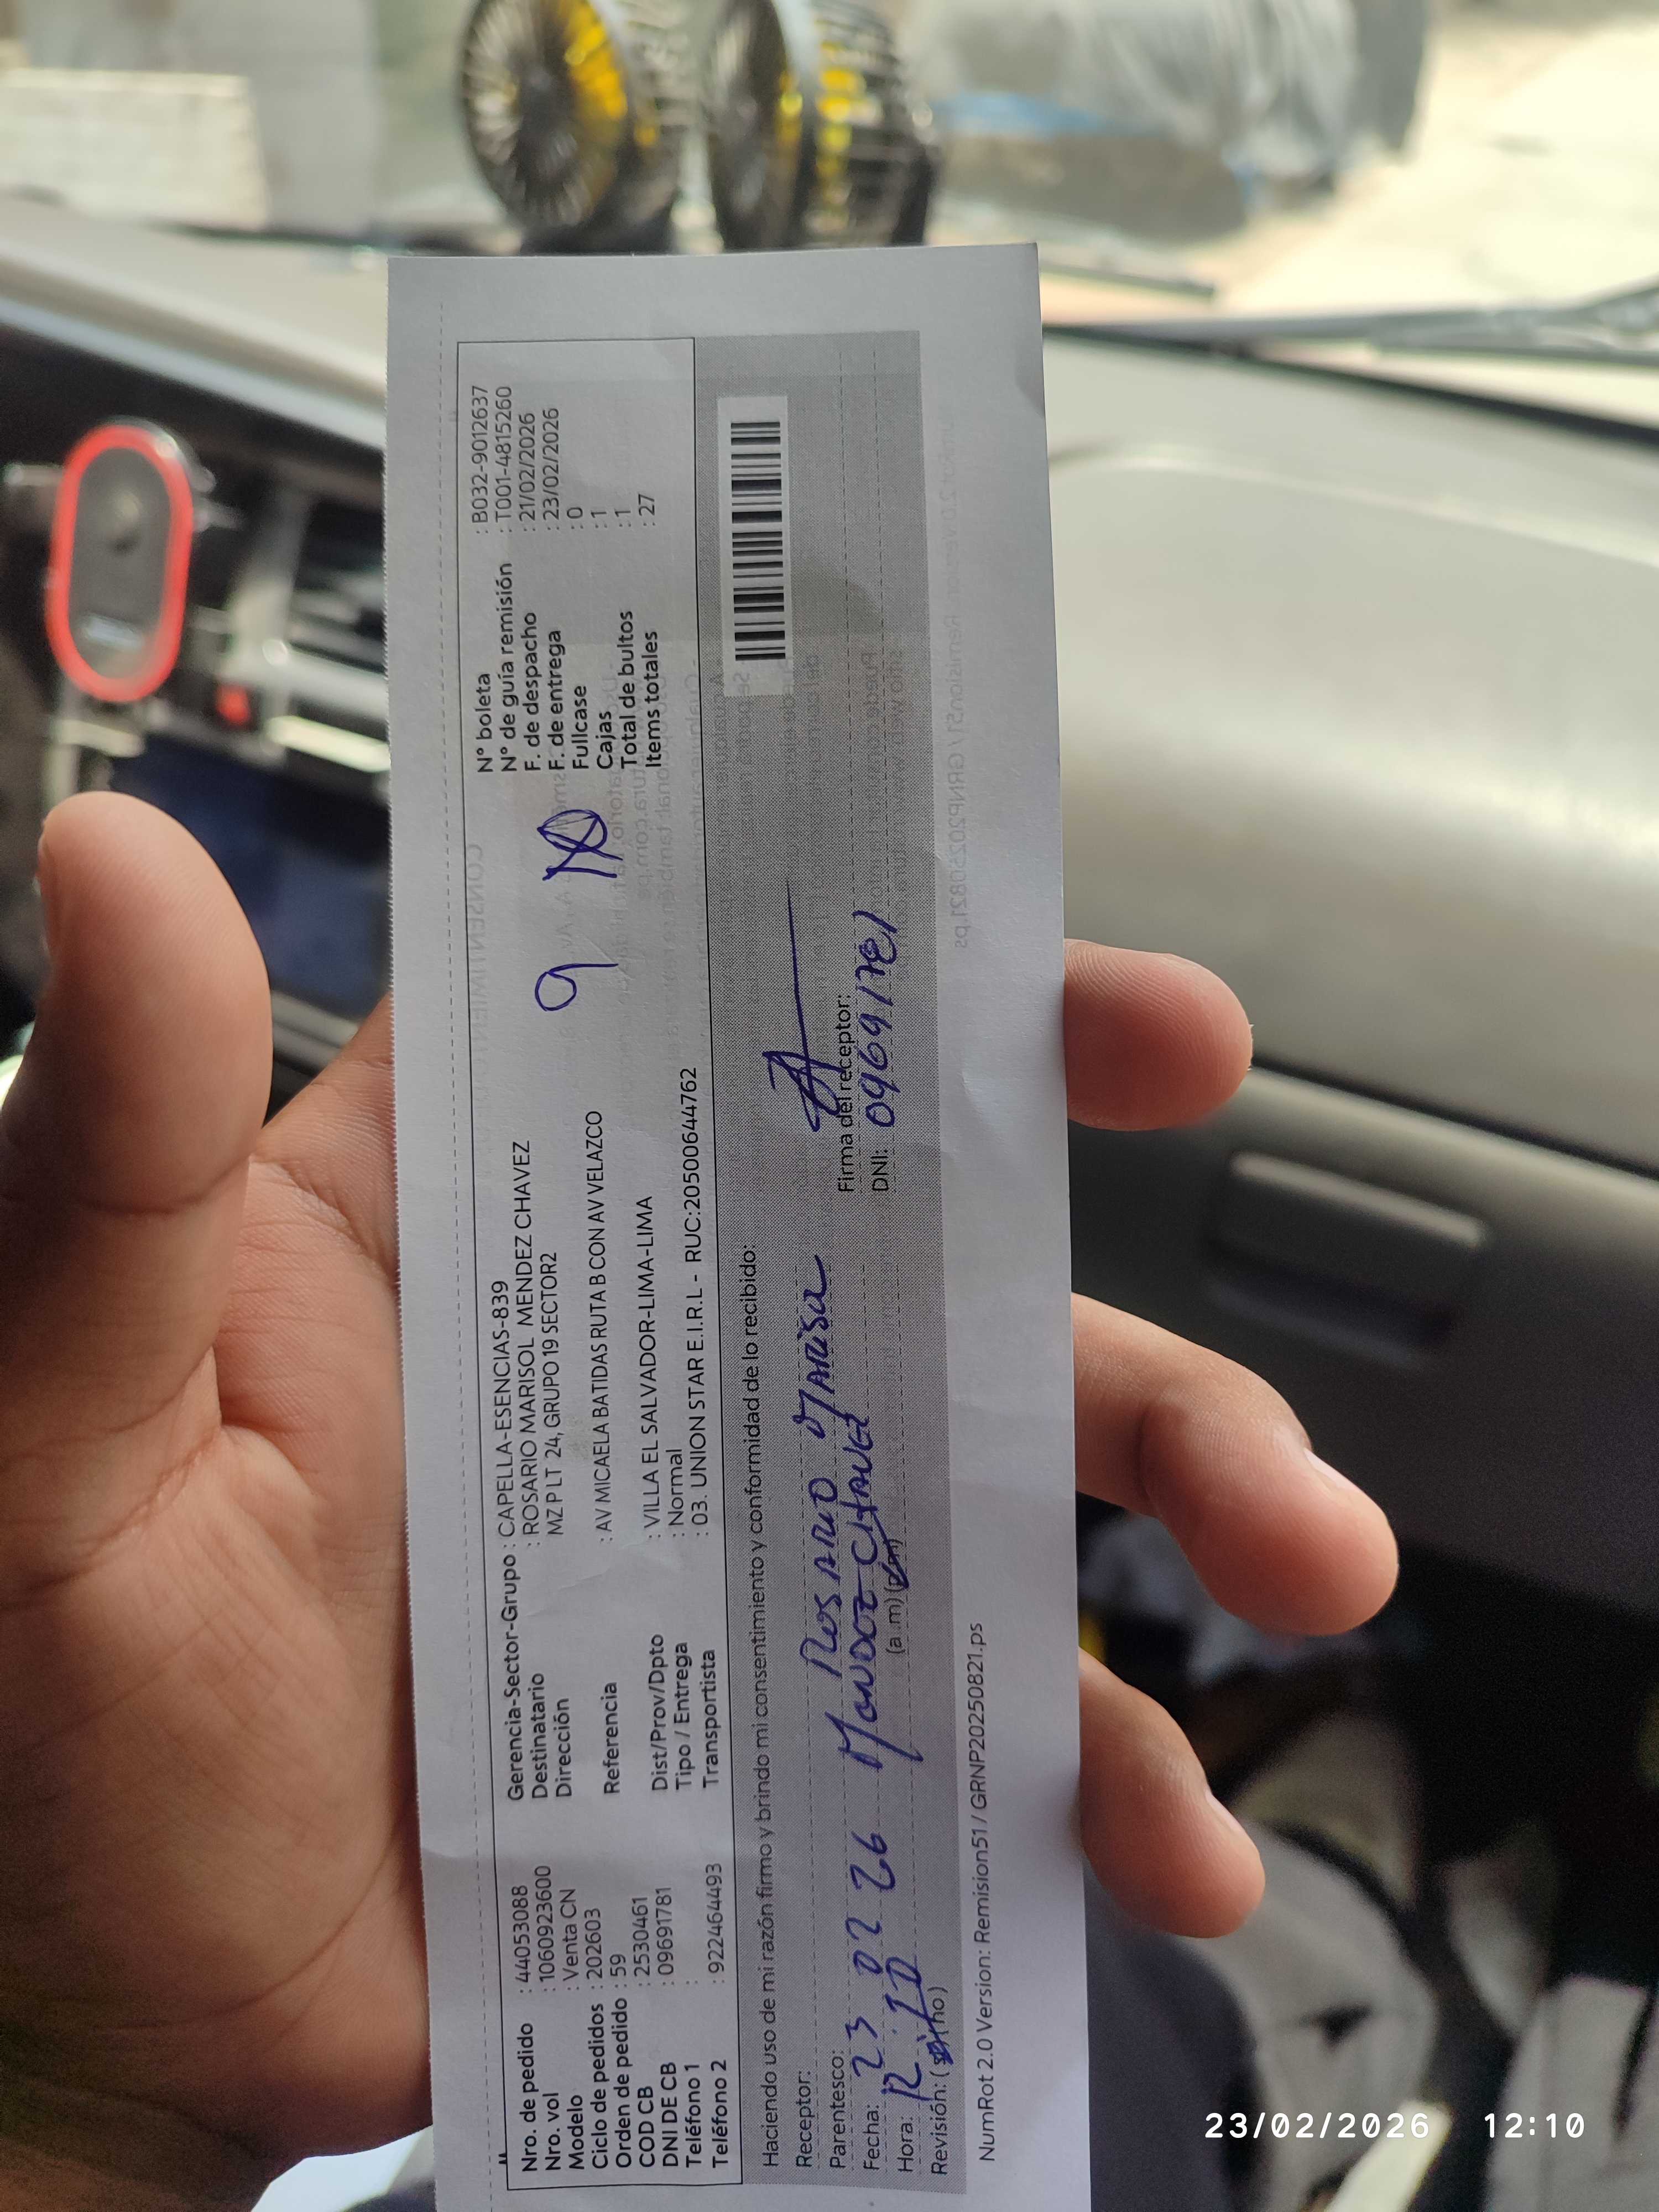 Nro. de pedido : 44053088
Nro. vol : 1060923600
Modelo : Venta CN
Ciclo de pedidos : 202603
Orden de pedido : 59
COD CB : 2530461
DNI DE CB : 09691781
Teléfono 1 :
Teléfono 2 : 922464493
Gerencia-Sector-Grupo : CAPELLA-ESENCIAS-839
Destinatario : ROSARIO MARISOL MENDEZ CHAVEZ
Dirección MZ P LT 24, GRUPO 19 SECTOR2
Referencia : AV MICAELA BATIDAS RUTA B CON AV VELAZCO
Dist/Prov/Dpto : VILLA EL SALVADOR-LIMA-LIMA
Tipo / Entrega : Normal
Transportista : 03. UNION STAR E.I.R.L - RUC:20500644762
9
N° boleta : B032-9012637
N° de guía remisión : T001-4815260
F. de despacho : 21/02/2026
F. de entrega : 23/02/2026
Fullcase : 0
Cajas : 1
Total de bultos : 1
Items totales : 27
Haciendo uso de mi razón firmo y brindo mi consentimiento y conformidad de lo recibido:
Receptor: Rosario Marisa
Parentesco: Mendez Chavez
Fecha: 23 02 26
Hora: 12:10 (a .m) (p.m)
Revisión: (si) (no)
Firma del receptor:
DNI: 09691781
NumRot 2.0 Version: Remision51 / GRNP20250821.ps
23/02/2026 12:10